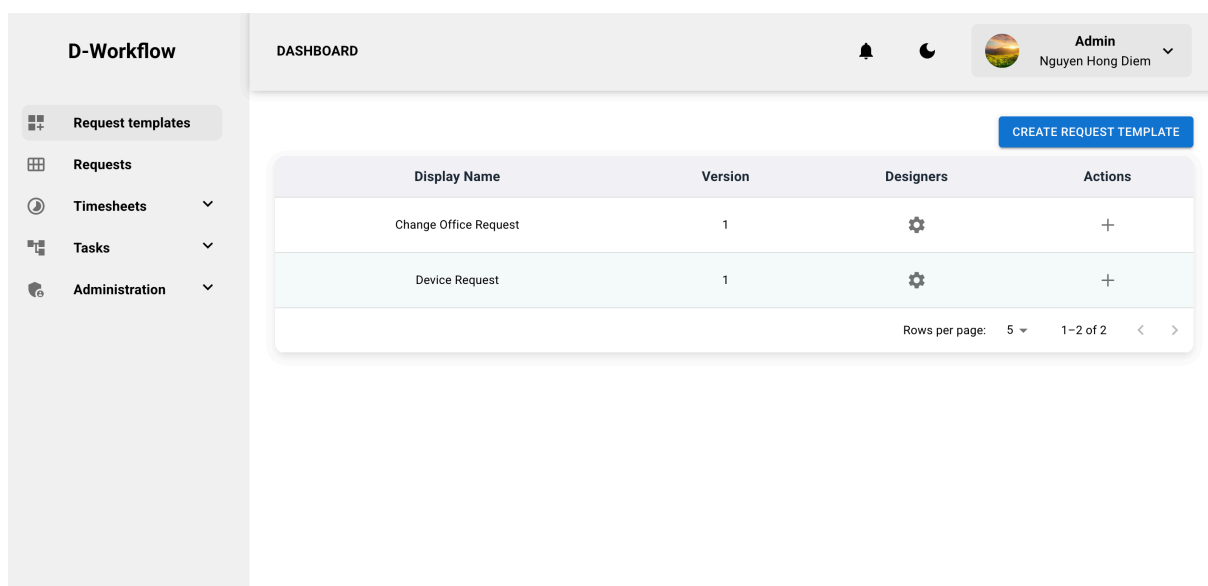 D-Workflow
DASHBOARD
Admin
Nguyen Hong Diem
Request templates
Requests
Timesheets
Tasks
Administration
CREATE REQUEST TEMPLATE
Display Name Version Designers Actions
Change Office Request 1
Device Request 1
Rows per page: 5 1–2 of 2